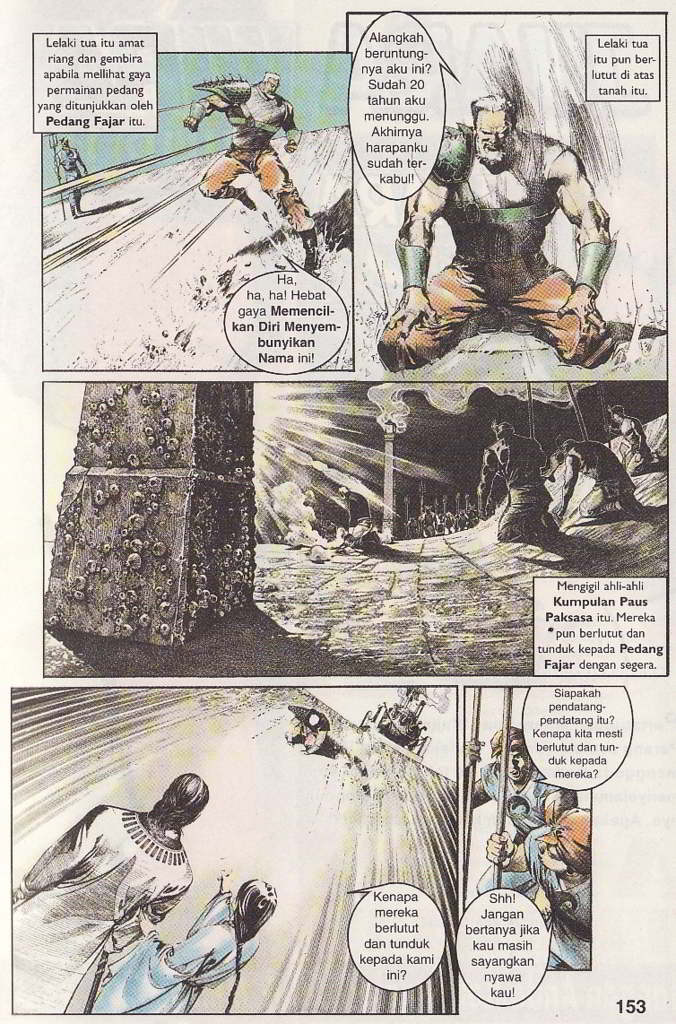 Lelaki tua itu amat
riang dan gembira
apabila mellihat gaya
permainan pedang
yang ditunjukkan oleh
Pedang Fajar itu.
Ha,
ha, ha! Hebat
gaya Memencil-
kan Diri Menyem-
bunyikan
Nama ini!
Alangkah
beruntung-
nya aku ini?
Sudah 20
tahun aku
menunggu.
Akhirnya
harapanku
sudah ter-
kabul!
Lelaki tua
itu pun ber-
lutut di atas
tanah itu.
Mengigil ahli-ahli
Kumpulan Paus
Paksasa itu. Mereka
pun berlutut dan
tunduk kepada Pedang
Fajar dengan segera.
Kenapa
mereka
berlutut
dan tunduk
kepada kami
ini?
Siapakah
pendatang-
pendatang itu?
Kenapa kita mesti
berlutut dan tun-
duk kepada
mereka?
Shh!
Jangan
bertanya jika
kau masih
sayangkan
nyawa
kau!
153